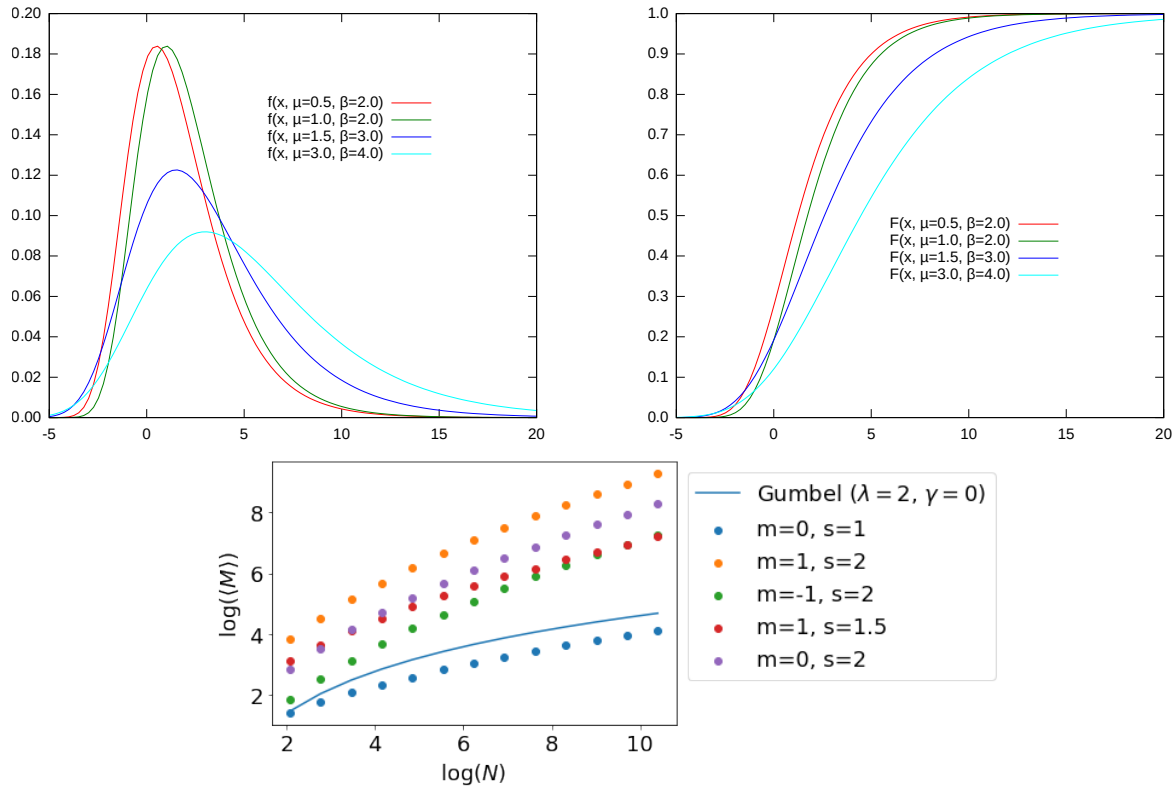 0.20
0.18
0.16
0.14
0.12
0.10
0.08
0.06
0.04
0.02
0.00
-5
0
5
10
15
20
f(x, μ=0.5, β=2.0)
f(x, μ=1.0, β=2.0)
f(x, μ=1.5, β=3.0)
f(x, μ=3.0, β=4.0)
1.0
0.9
0.8
0.7
0.6
0.5
0.4
0.3
0.2
0.1
0.0
-5
0
5
10
15
20
F(x, μ=0.5, β=2.0)
F(x, μ=1.0, β=2.0)
F(x, μ=1.5, β=3.0)
F(x, μ=3.0, β=4.0)
log(⟨M⟩)
8
6
4
2
2
4
6
8
10
log(N)
Gumbel (λ = 2, γ = 0)
m=0, s=1
m=1, s=2
m=-1, s=2
m=1, s=1.5
m=0, s=2